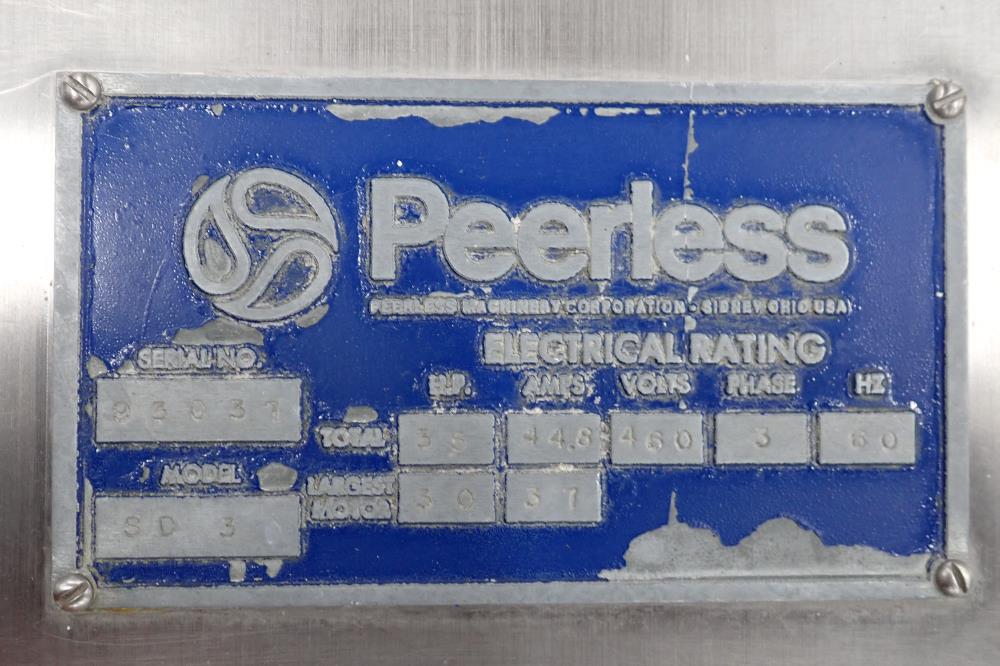 Peerless
PEERLESS MACHINERY CORPORATION • SIDNEY OHIO USA
ELECTRICAL RATING
SERIAL NO.
93037
MODEL
SD 3
H.P. AMPS VOLTS PHASE HZ
TOTAL 35 44.8 460 3 60
LARGEST MOTOR 30 37